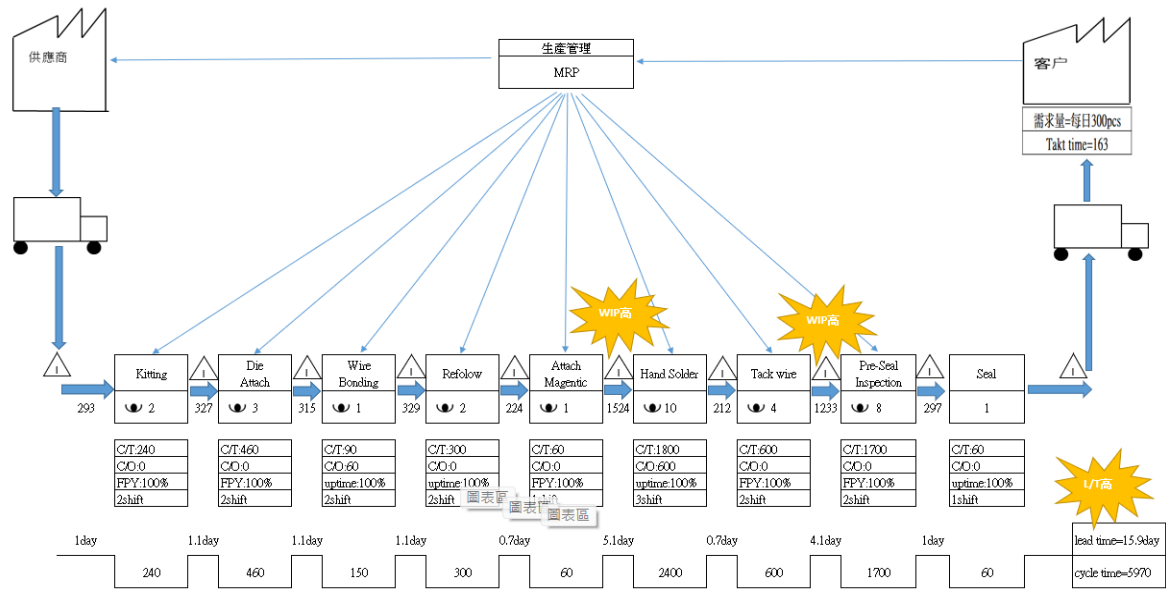 供應商
生產管理
MRP
客户
需求量=每日300pcs
Takt time=163
WIP高
WIP高
Kitting
Die
Attach
Wire
Bonding
Refolow
Attach
Magentic
Hand Solder
Tack wire
Pre-Seal
Inspection
Seal
I I I I I I I I I I
293 2 327 3 315 1 329 2 224 1 1524 10 212 4 1233 8 297 1
C/T:240
C/O:0
FPY:100%
2shift
C/T:460
C/O:0
FPY:100%
2shift
C/T:90
C/O:60
uptime:100%
2shift
C/T:300
C/O:0
uptime:100%
2shift
C/T:60
C/O:0
FPY:100%
C/T:1800
C/O:600
uptime:100%
3shift
C/T:600
C/O:0
FPY:100%
2shift
C/T:1700
C/O:0
FPY:100%
2shift
C/T:60
C/O:0
uptime:100%
1shift
圖表區
圖表
圖表區
L/T高
1day 1.1day 1.1day 1.1day 0.7day 5.1day 0.7day 4.1day 1day
lead time=15.9day
240 460 150 300 60 2400 600 1700 60
cycle time=5970